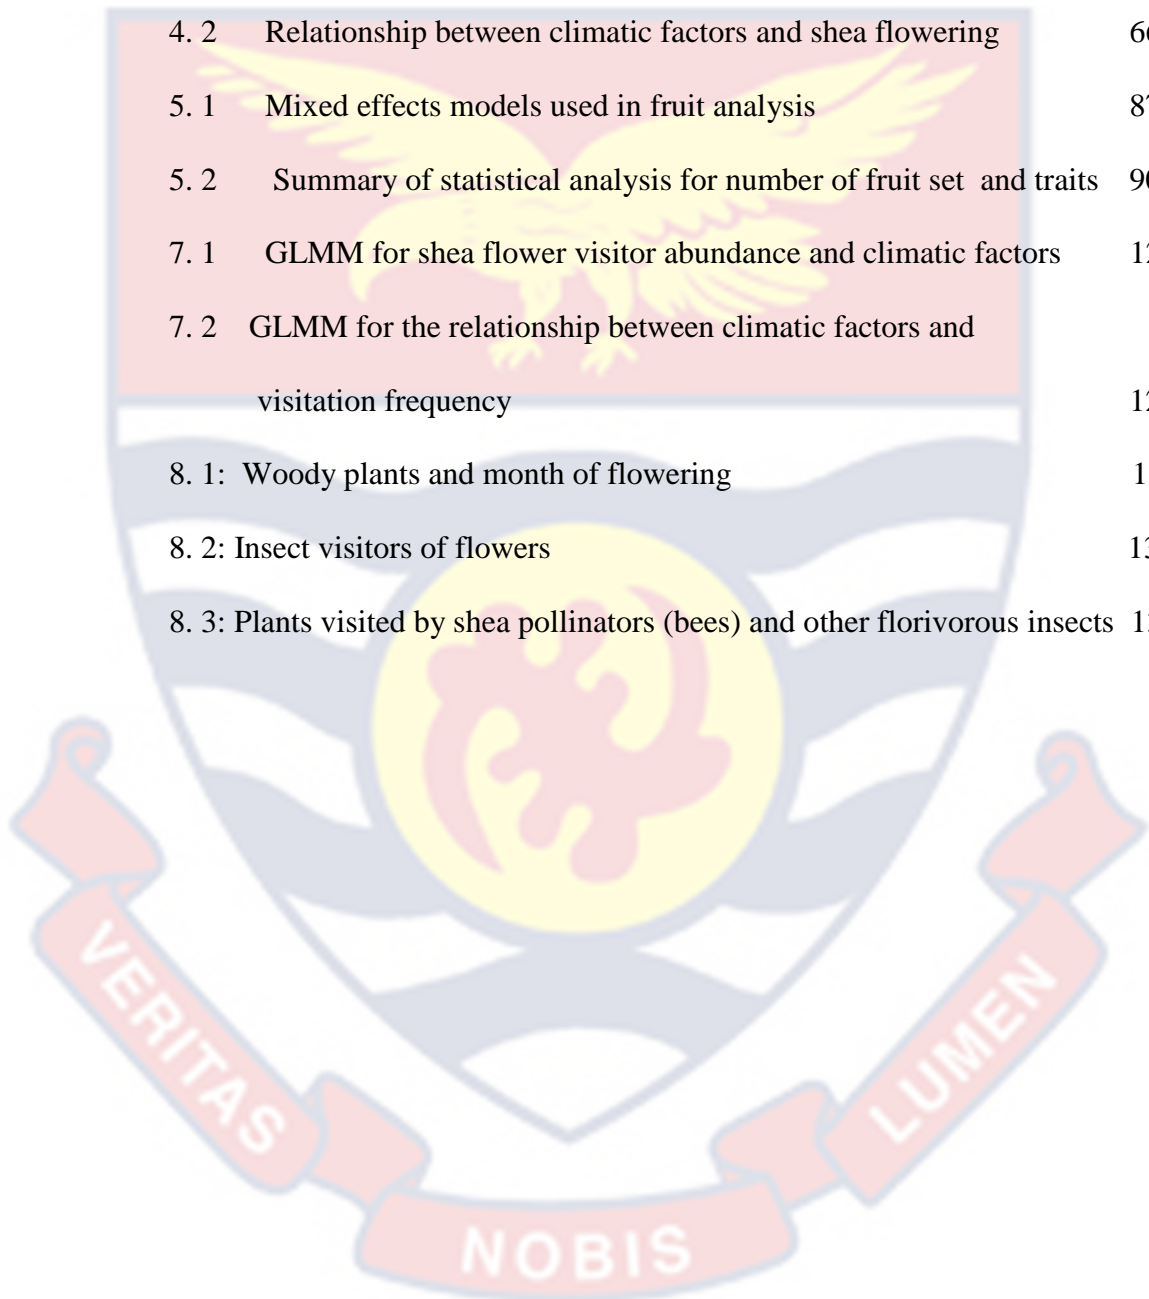 4. 2 Relationship between climatic factors and shea flowering
5. 1 Mixed effects models used in fruit analysis
5. 2 Summary of statistical analysis for number of fruit set and traits
7. 1 GLMM for shea flower visitor abundance and climatic factors
7. 2 GLMM for the relationship between climatic factors and
visitation frequency
8. 1: Woody plants and month of flowering
8. 2: Insect visitors of flowers
8. 3: Plants visited by shea pollinators (bees) and other florivorous insects
VERITAS
NOBIS
LUMEN